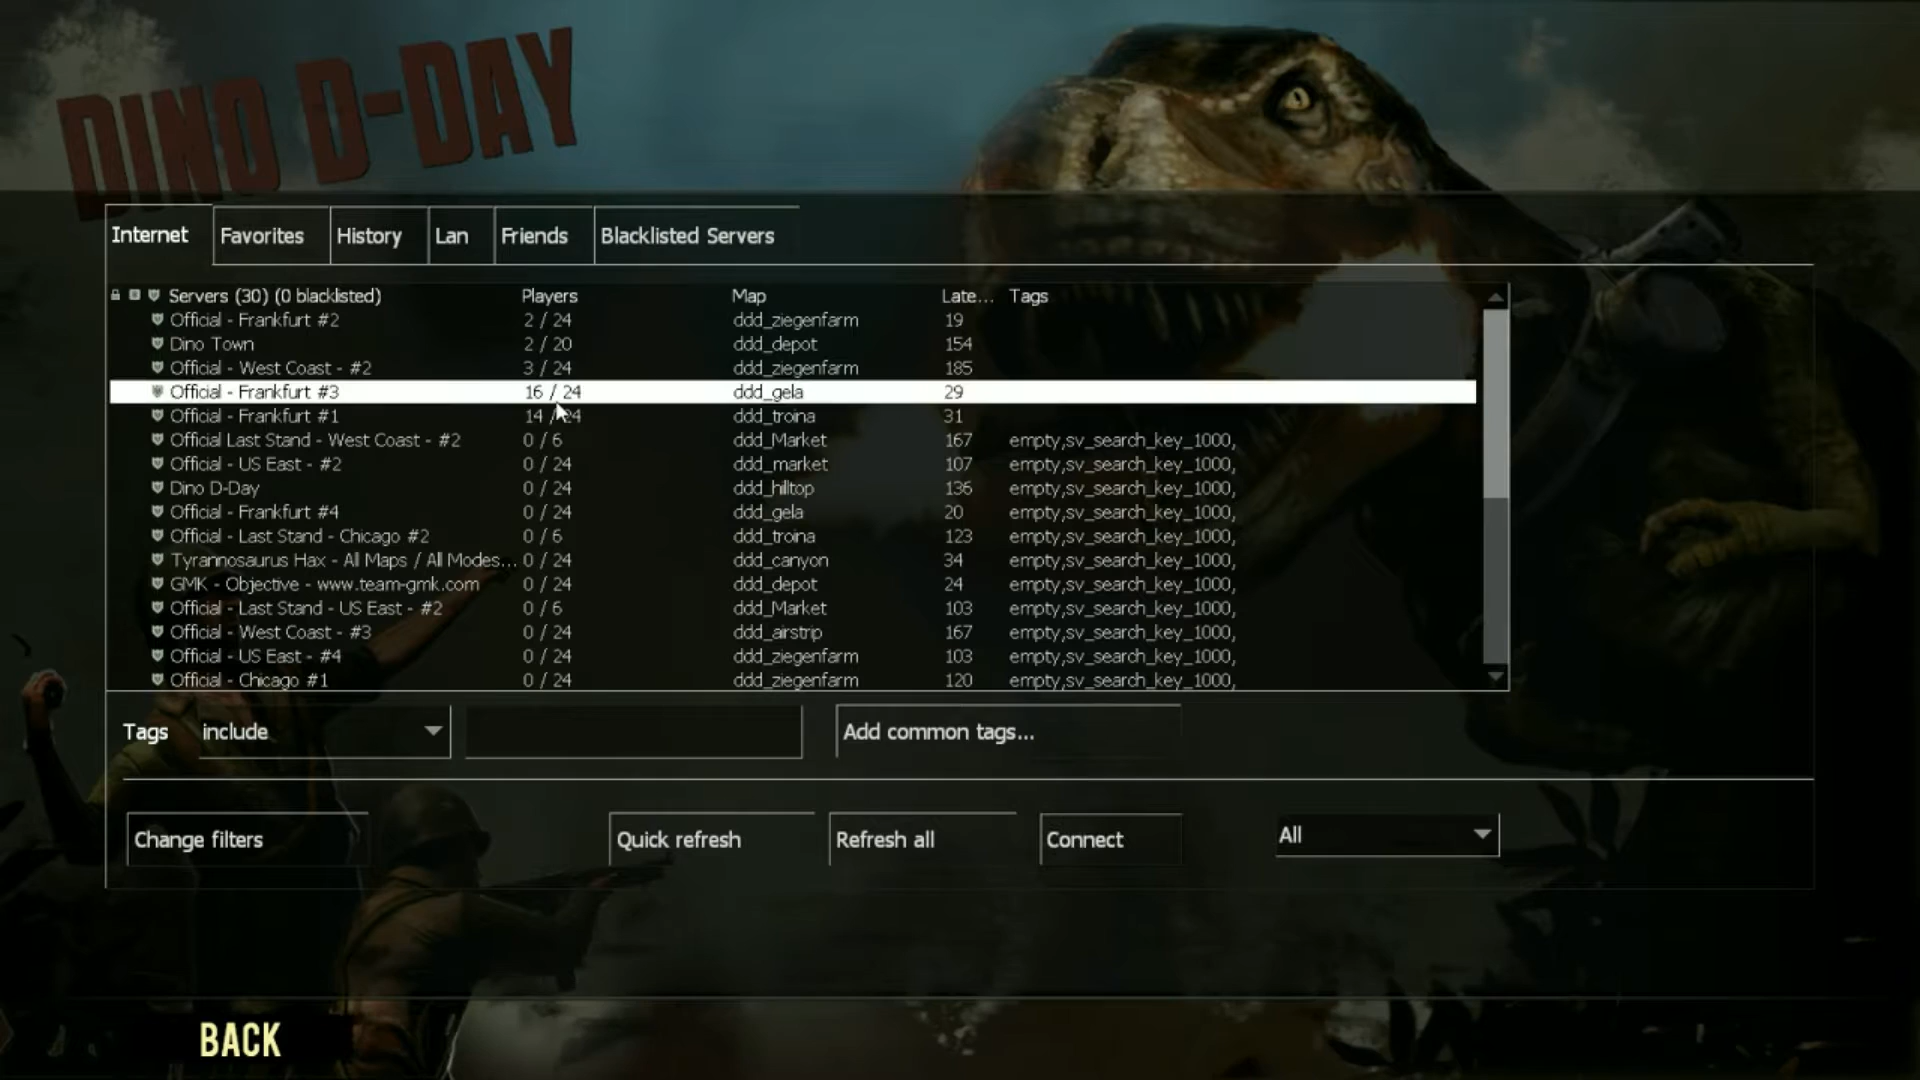 DINO D-DAY
Internet Favorites History Lan Friends Blacklisted Servers
Servers (30) (0 blacklisted) Players Map Late... Tags
Official - Frankfurt #2 2 / 24 ddd_ziegenfarm 19
Dino Town 2 / 20 ddd_depot 154
Official - West Coast - #2 3 / 24 ddd_ziegenfarm 185
Official - Frankfurt #3 16 / 24 ddd_gela 29
Official - Frankfurt #1 14 / 24 ddd_troina 31
Official Last Stand - West Coast - #2 0 / 6 ddd_Market 167 empty,sv_search_key_1000,
Official - US East - #2 0 / 24 ddd_market 107 empty,sv_search_key_1000,
Dino D-Day 0 / 24 ddd_hilltop 136 empty,sv_search_key_1000,
Official - Frankfurt #4 0 / 24 ddd_gela 20 empty,sv_search_key_1000,
Official - Last Stand - Chicago #2 0 / 6 ddd_troina 123 empty,sv_search_key_1000,
Tyrannosaurus Hax - All Maps / All Modes... 0 / 24 ddd_canyon 34 empty,sv_search_key_1000,
GMK - Objective - www.team-gmk.com 0 / 24 ddd_depot 24 empty,sv_search_key_1000,
Official - Last Stand - US East - #2 0 / 6 ddd_Market 103 empty,sv_search_key_1000,
Official - West Coast - #3 0 / 24 ddd_airstrip 167 empty,sv_search_key_1000,
Official - US East - #4 0 / 24 ddd_ziegenfarm 103 empty,sv_search_key_1000,
Official - Chicago #1 0 / 24 ddd_ziegenfarm 120 empty,sv_search_key_1000,
Tags include Add common tags...
Change filters Quick refresh Refresh all Connect All
BACK